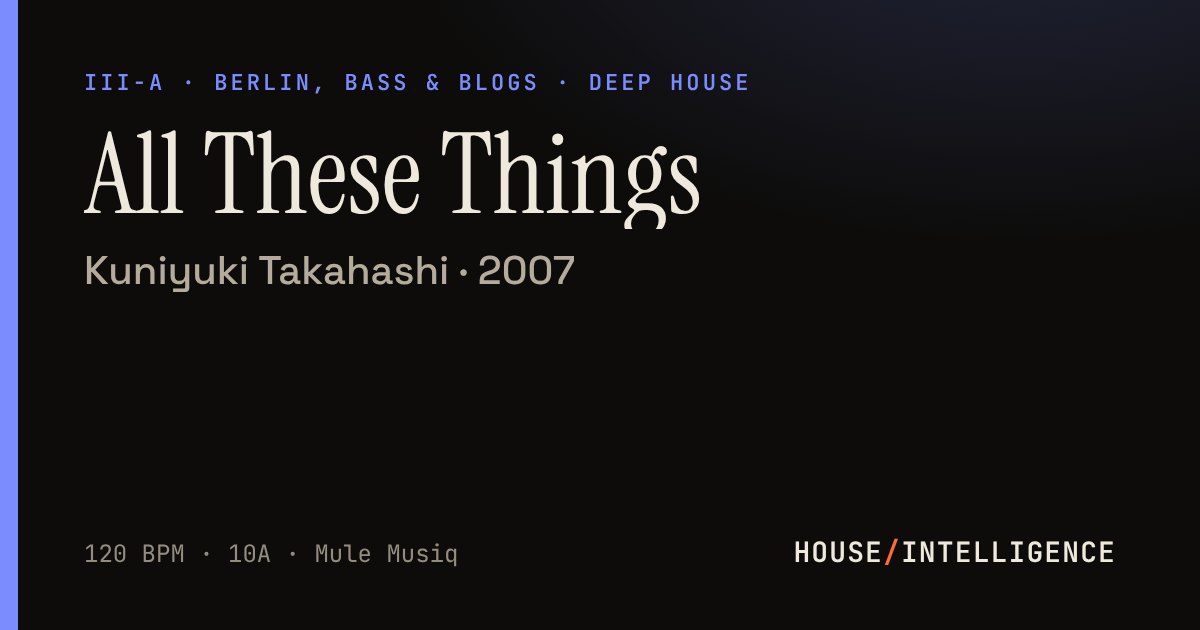 III-A · BERLIN, BASS & BLOGS · DEEP HOUSE
All These Things
Kuniyuki Takahashi · 2007
120 BPM · 10A · Mule Musiq
HOUSE/INTELLIGENCE